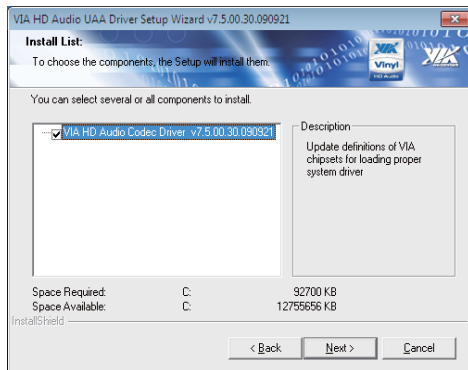 VIA HD Audio UAA Driver Setup Wizard v7.5.00.30.090921
Install List:
To choose the components, the Setup will install them.
VIA
Vinyl
HD AUDIO
VIA
You can select several or all components to install.
VIA HD Audio Codec Driver v7.5.00.30.090921
Description
Update definitions of VIA
chipsets for loading proper
system driver
Space Required: C: 92700 KB
Space Available: C: 12755656 KB
InstallShield
< Back Next > Cancel